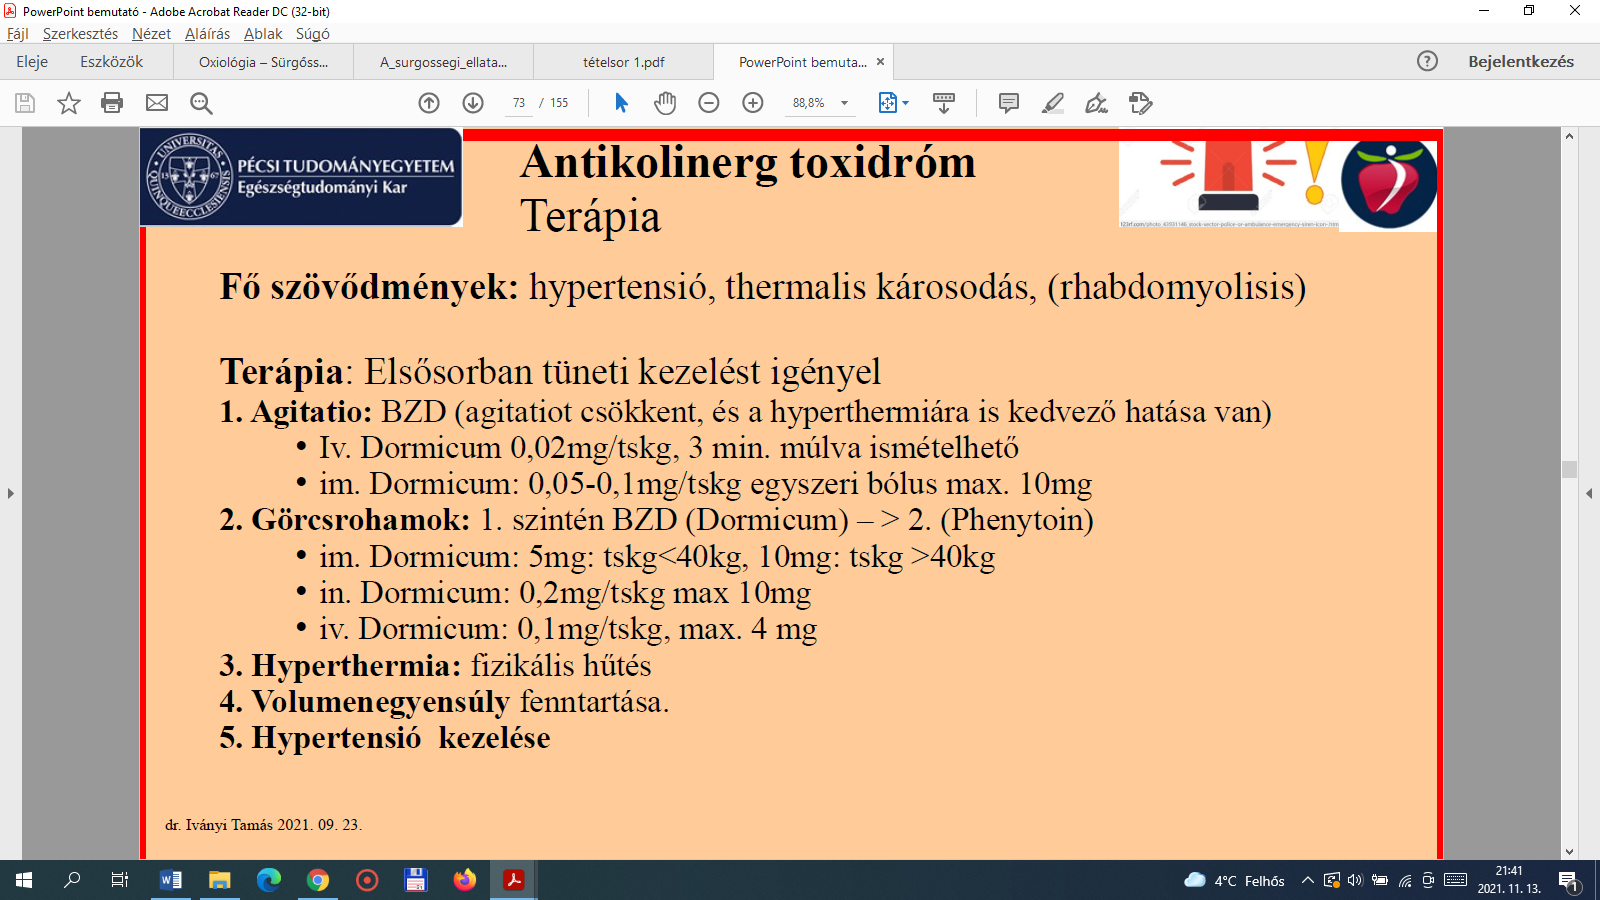 PowerPoint bemutató - Adobe Acrobat Reader DC (32-bit)
Fájl Szerkesztés Nézet Aláírás Ablak Súgó
Eleje Eszközök Oxiológia – Sürgőss... A_surgossegi_ellata... tételsor 1.pdf PowerPoint bemuta... Bejelentkezés
73 / 155 88,8%
UNIVERSITAS QUINQUEECCLESIENSIS 1367
PÉCSI TUDOMÁNYEGYETEM
Egészségtudományi Kar
Antikolinerg toxidróm
Terápia
Fő szövődmények: hypertensió, thermalis károsodás, (rhabdomyolisis)
Terápia: Elsősorban tüneti kezelést igényel
1. Agitatio: BZD (agitatiot csökkent, és a hyperthermiára is kedvező hatása van)
• Iv. Dormicum 0,02mg/tskg, 3 min. múlva ismételhető
• im. Dormicum: 0,05-0,1mg/tskg egyszeri bólus max. 10mg
2. Görcsrohamok: 1. szintén BZD (Dormicum) – > 2. (Phenytoin)
• im. Dormicum: 5mg: tskg<40kg, 10mg: tskg >40kg
• in. Dormicum: 0,2mg/tskg max 10mg
• iv. Dormicum: 0,1mg/tskg, max. 4 mg
3. Hyperthermia: fizikális hűtés
4. Volumenegyensúly fenntartása.
5. Hypertensió kezelése
dr. Iványi Tamás 2021. 09. 23.
4°C Felhős
21:41
2021. 11. 13.
1